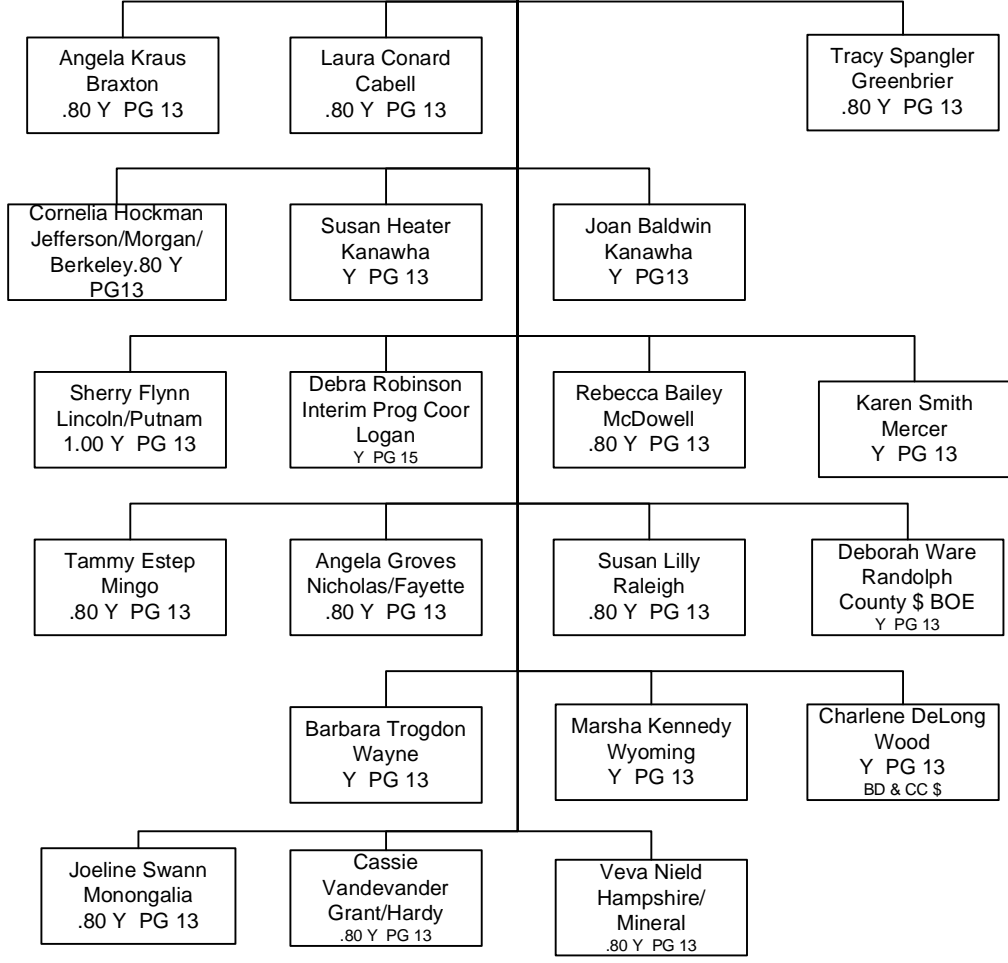 Angela Kraus
Braxton
.80 Y PG 13
Laura Conard
Cabell
.80 Y PG 13
Tracy Spangler
Greenbrier
.80 Y PG 13
Cornelia Hockman
Jefferson/Morgan/
Berkeley.80 Y
PG13
Susan Heater
Kanawha
Y PG 13
Joan Baldwin
Kanawha
Y PG13
Sherry Flynn
Lincoln/Putnam
1.00 Y PG 13
Debra Robinson
Interim Prog Coor
Logan
Y PG 15
Rebecca Bailey
McDowell
.80 Y PG 13
Karen Smith
Mercer
Y PG 13
Tammy Estep
Mingo
.80 Y PG 13
Angela Groves
Nicholas/Fayette
.80 Y PG 13
Susan Lilly
Raleigh
.80 Y PG 13
Deborah Ware
Randolph
County $ BOE
Y PG 13
Barbara Trogdon
Wayne
Y PG 13
Marsha Kennedy
Wyoming
Y PG 13
Charlene DeLong
Wood
Y PG 13
BD & CC $
Joeline Swann
Monongalia
.80 Y PG 13
Cassie
Vandevander
Grant/Hardy
.80 Y PG 13
Veva Nield
Hampshire/
Mineral
.80 Y PG 13